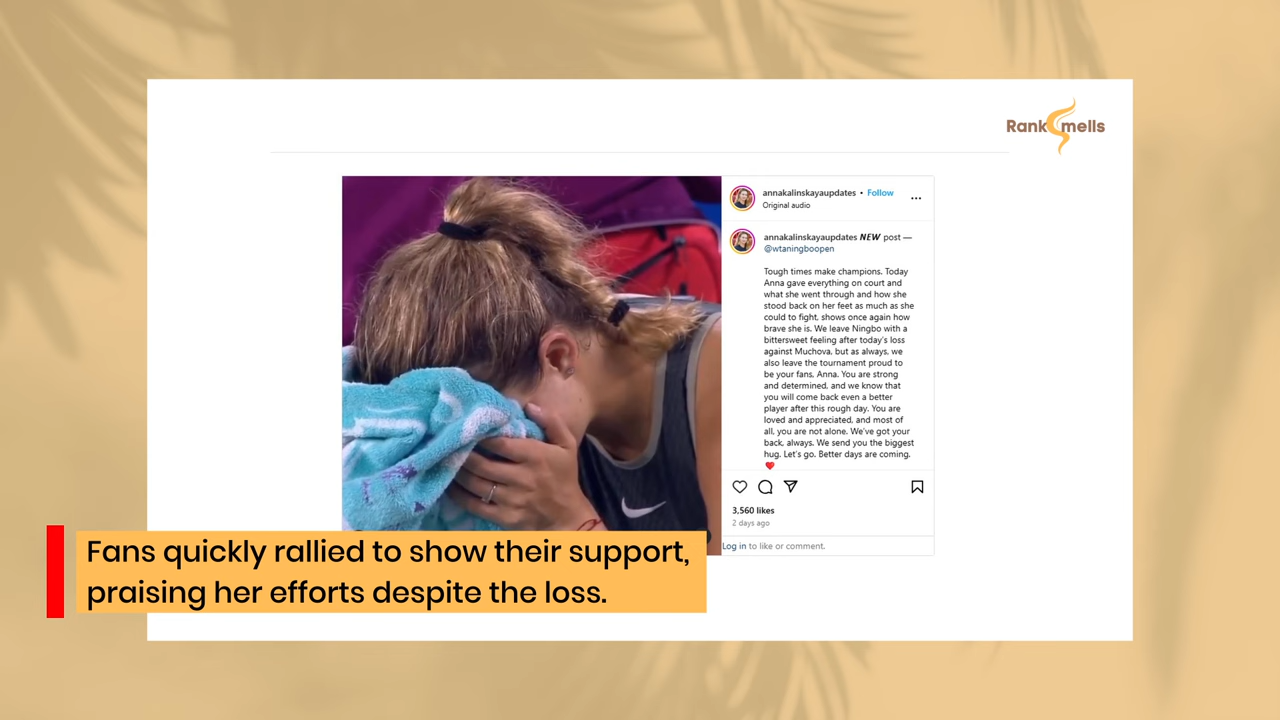 RankSmells
annakalinskayaupdates • Follow
Original audio
...
annakalinskayaupdates NEW post —
@wtaningboopen
Tough times make champions. Today
Anna gave everything on court and
what she went through and how she
stood back on her feet as much as she
could to fight, shows once again how
brave she is. We leave Ningbo with a
bittersweet feeling after today's loss
against Muchova, but as always, we
also leave the tournament proud to
be your fans, Anna. You are strong
and determined, and we know that
you will come back even a better
player after this rough day. You are
loved and appreciated, and most of
all, you are not alone. We've got your
back, always. We send you the biggest
hug. Let's go. Better days are coming.
❤️
3,560 likes
2 days ago
Log in to like or comment.
Fans quickly rallied to show their support,
praising her efforts despite the loss.